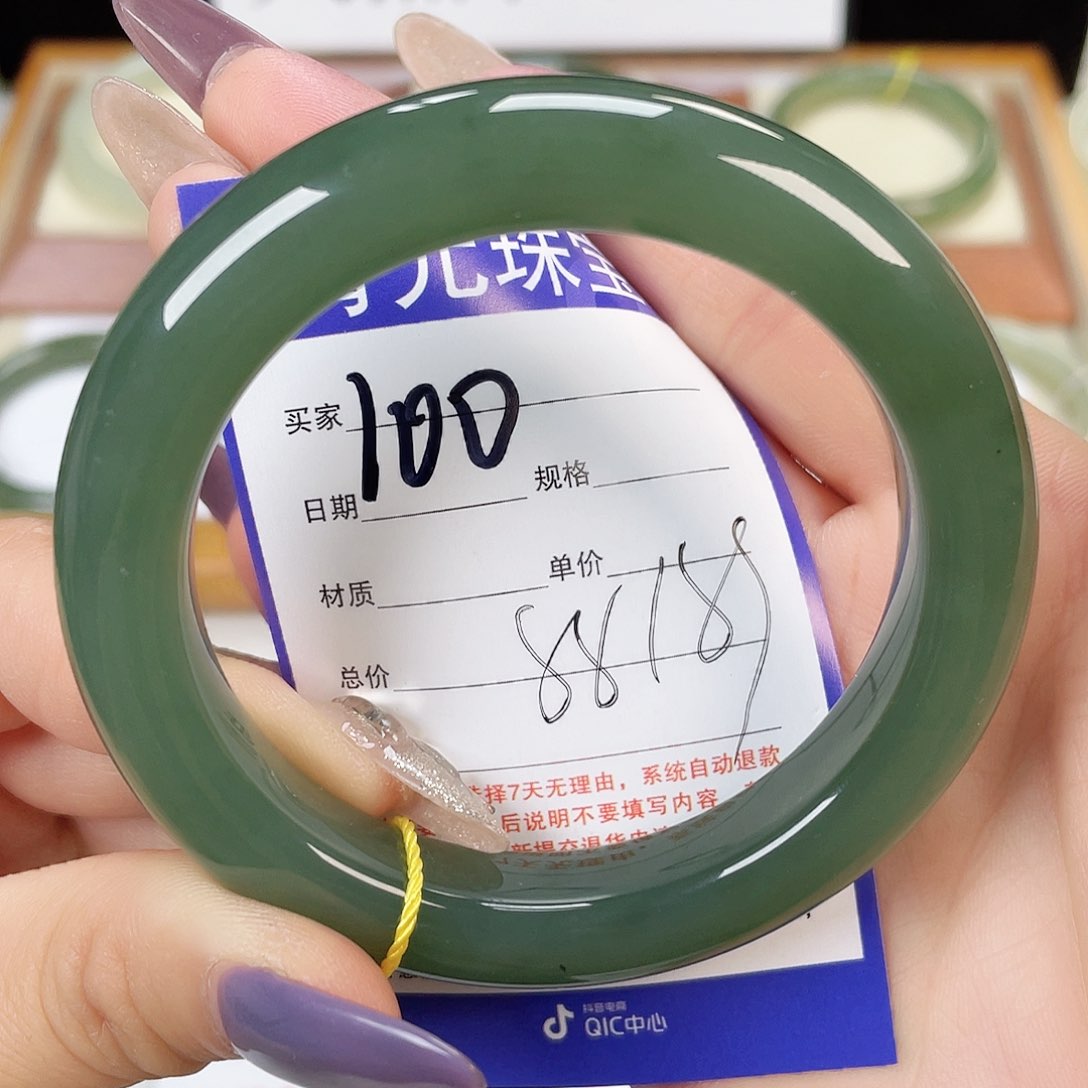 元珠宝
买家 100
日期 规格
材质 单价
总价 88189
择7天无理由，系统自动退款
后说明不要填写内容
抖音电商
QIC中心